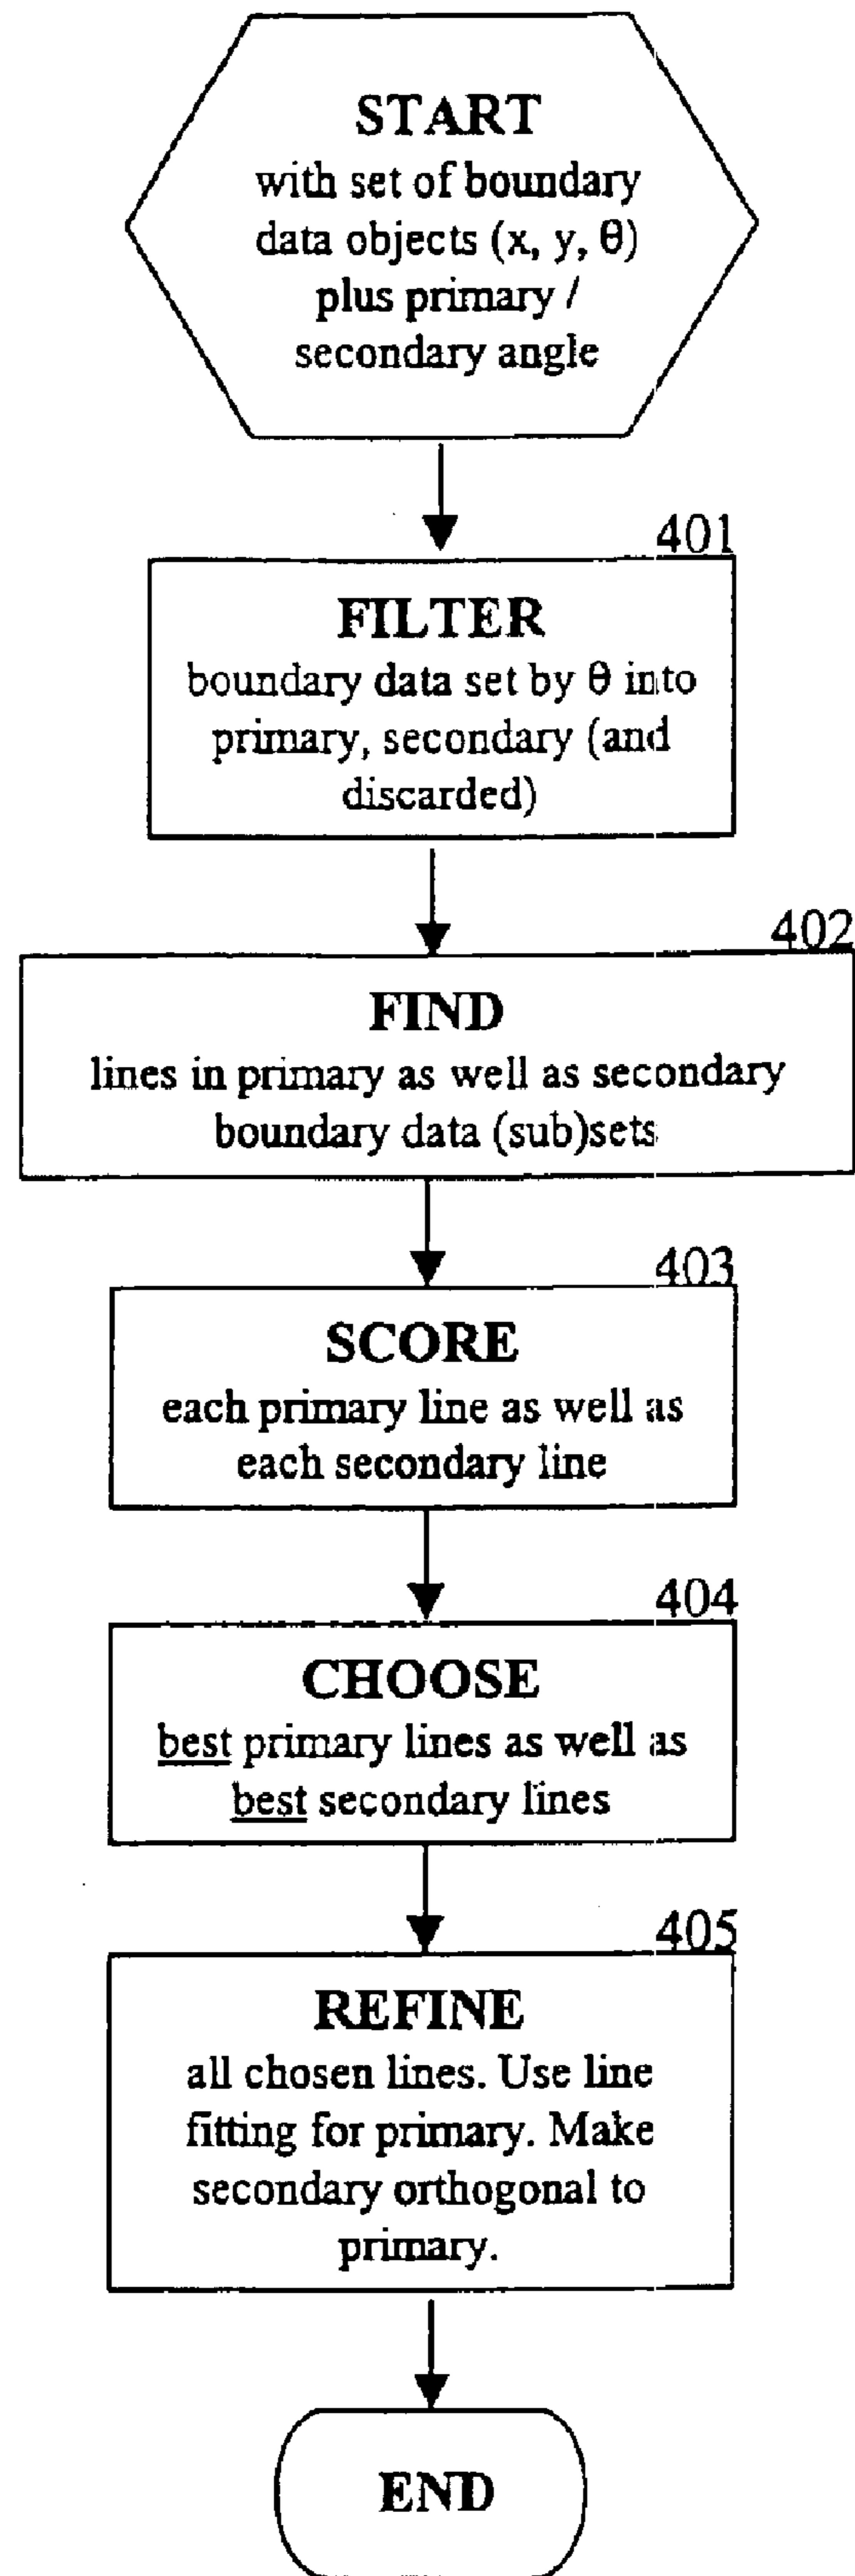 START
with set of boundary
data objects (x, y, θ)
plus primary /
secondary angle
401
FILTER
boundary data set by θ into
primary, secondary (and
discarded)
402
FIND
lines in primary as well as secondary
boundary data (sub)sets
403
SCORE
each primary line as well as
each secondary line
404
CHOOSE
best primary lines as well as
best secondary lines
405
REFINE
all chosen lines. Use line
fitting for primary. Make
secondary orthogonal to
primary.
END